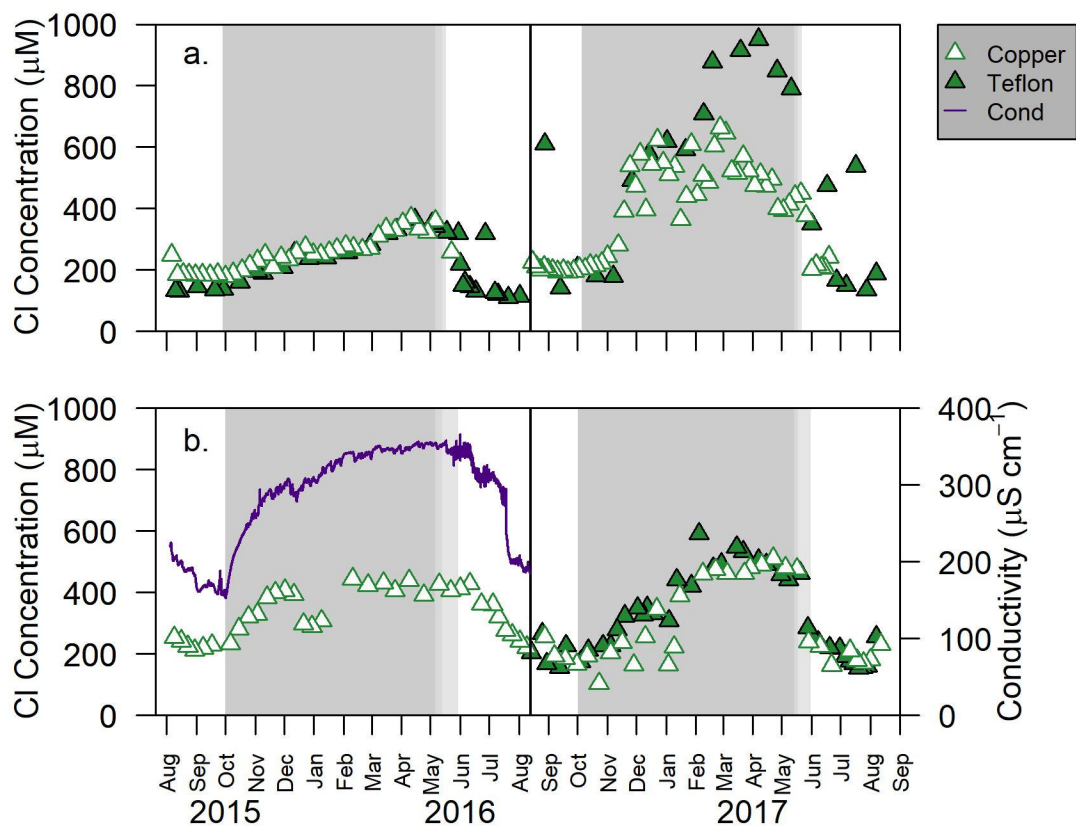 a.
Cl Concentration (μM)
1000
800
600
400
200
0
Copper
Teflon
Cond
b.
Cl Concentration (μM)
1000
800
600
400
200
0
400
300
200
100
0
Conductivity (μS cm⁻¹)
Aug Sep Oct Nov Dec Jan Feb Mar Apr May Jun Jul Aug Sep Oct Nov Dec Jan Feb Mar Apr May Jun Jul Aug Sep
2015 2016 2017